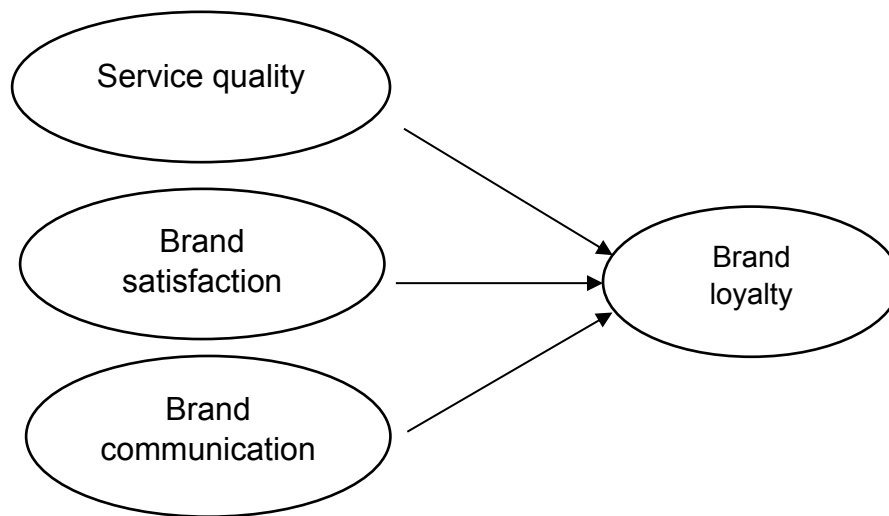 Service quality
Brand
satisfaction
Brand
loyalty
Brand
communication